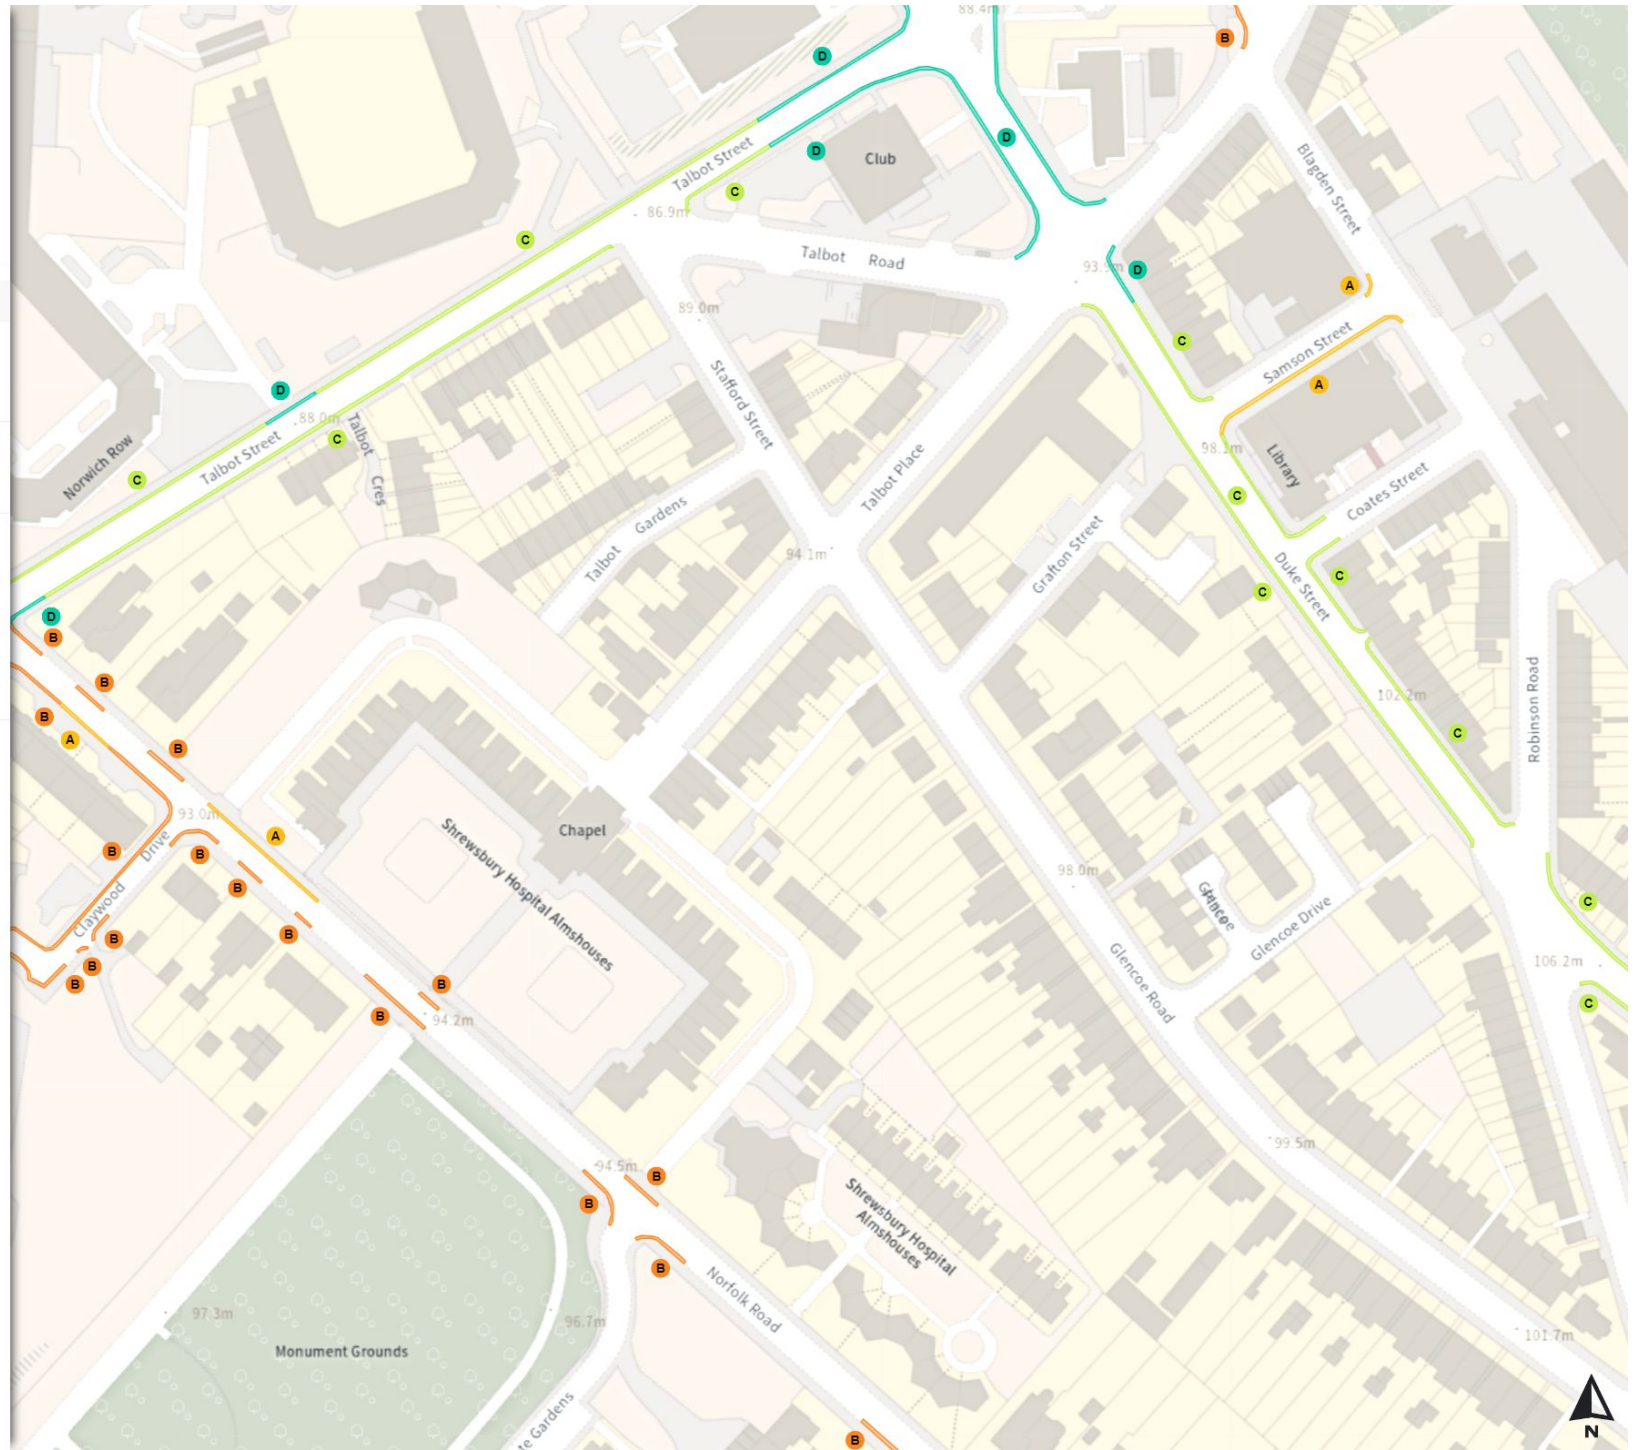 88.4m
B
D
D
D
Club
Talbot Street
C
86.9m
Blagden Street
C
Talbot Road
93.9m
D
A
89.0m
C
Samson Street
A
D
88.0m
Talbot Cres
C
Talbot Street
Stafford Street
Norwich Row
C
98.1m
Library
Talbot Place
C
Coates Street
Talbot Gardens
94.1m
Grafton Street
Duke Street
C
C
D
B
B
B
A
B
102.2m
C
Robinson Road
93.0m
A
Chapel
Shrewsbury Hospital Almshouses
B
Drive
B
B
Claywood
98.0m
Glencoe
Glencoe Drive
C
B
B
B
B
Glencoe Road
106.2m
B
B
94.2m
C
99.5m
94.5m
B
B
Shrewsbury Hospital
Almshouses
B
Norfolk Road
97.3m
96.7m
101.7m
Monument Grounds
te Gardens
B
N